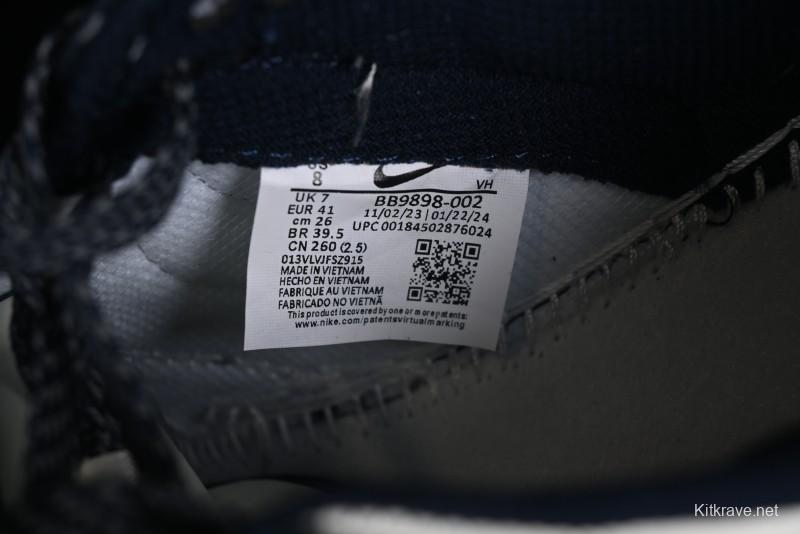 US
8
UK 7
EUR 41
cm 26
BR 39.5
CN 260 (2.5)
013VLVJFSZ915
MADE IN VIETNAM
HECHO EN VIETNAM
FABRIQUE AU VIETNAM
FABRICADO NO VIETNÃ
VH
BB9898-002
11/02/23 | 01/22/24
UPC 00184502876024
This product is covered by one or more patents:
www.nike.com/patentsvirtualmarking
Kitkrave.net